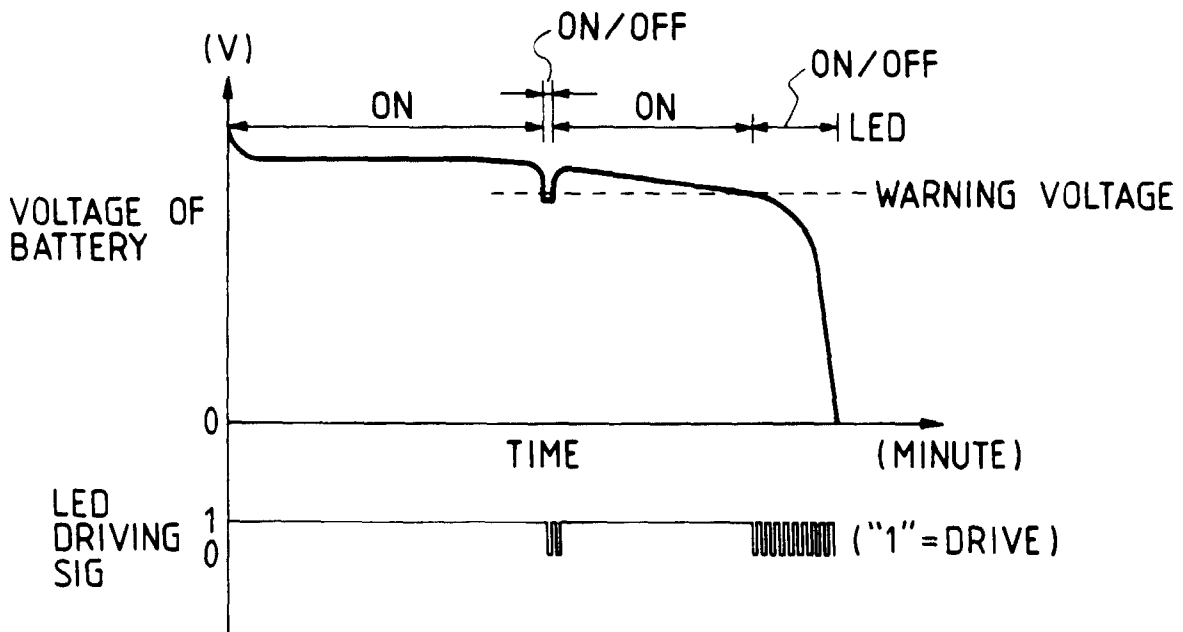 (V)
ON/OFF
ON/OFF
ON
ON
LED
WARNING VOLTAGE
VOLTAGE OF
BATTERY
0
TIME
(MINUTE)
LED
DRIVING
SIG
1
0
("1"=DRIVE)